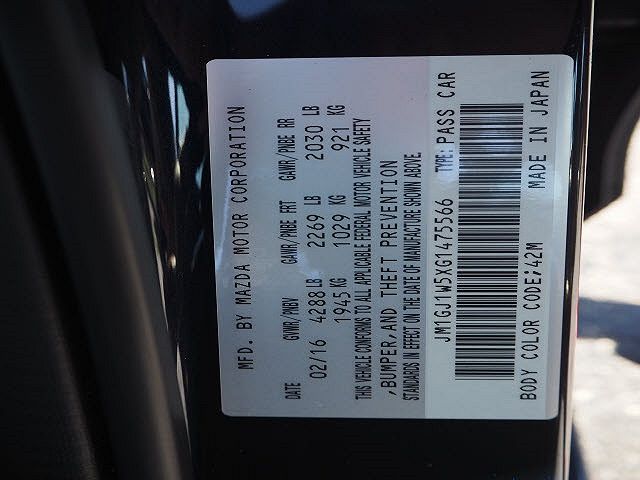 MFD. BY MAZDA MOTOR CORPORATION
DATE GVWR/PNBV GAWR/PNBE FRT GAWR/PNBE RR
02/16 4288 LB 2269 LB 2030 LB
1945 KG 1029 KG 921 KG
THIS VEHICLE CONFORMS TO ALL APPLICABLE FEDERAL MOTOR VEHICLE SAFETY
,BUMPER,AND THEFT PREVENTION
STANDARDS IN EFFECT ON THE DATE OF MANUFACTURE SHOWN ABOVE.
JM1GJ1W5XG1475566 TYPE: PASS CAR
BODY COLOR CODE;42M MADE IN JAPAN